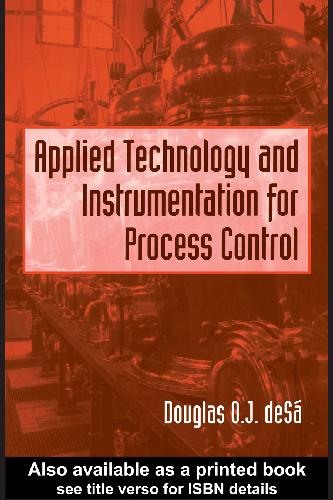 Applied Technology and
Instrumentation for
Process Control
Douglas O.J. deSá
Also available as a printed book
see title verso for ISBN details